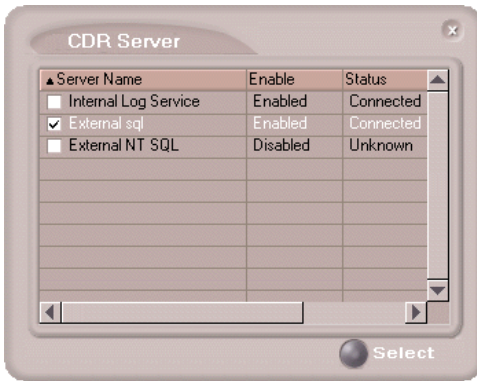 CDR Server
Server Name Enable Status
Internal Log Service Enabled Connected
External sql Enabled Connected
External NT SQL Disabled Unknown
Select